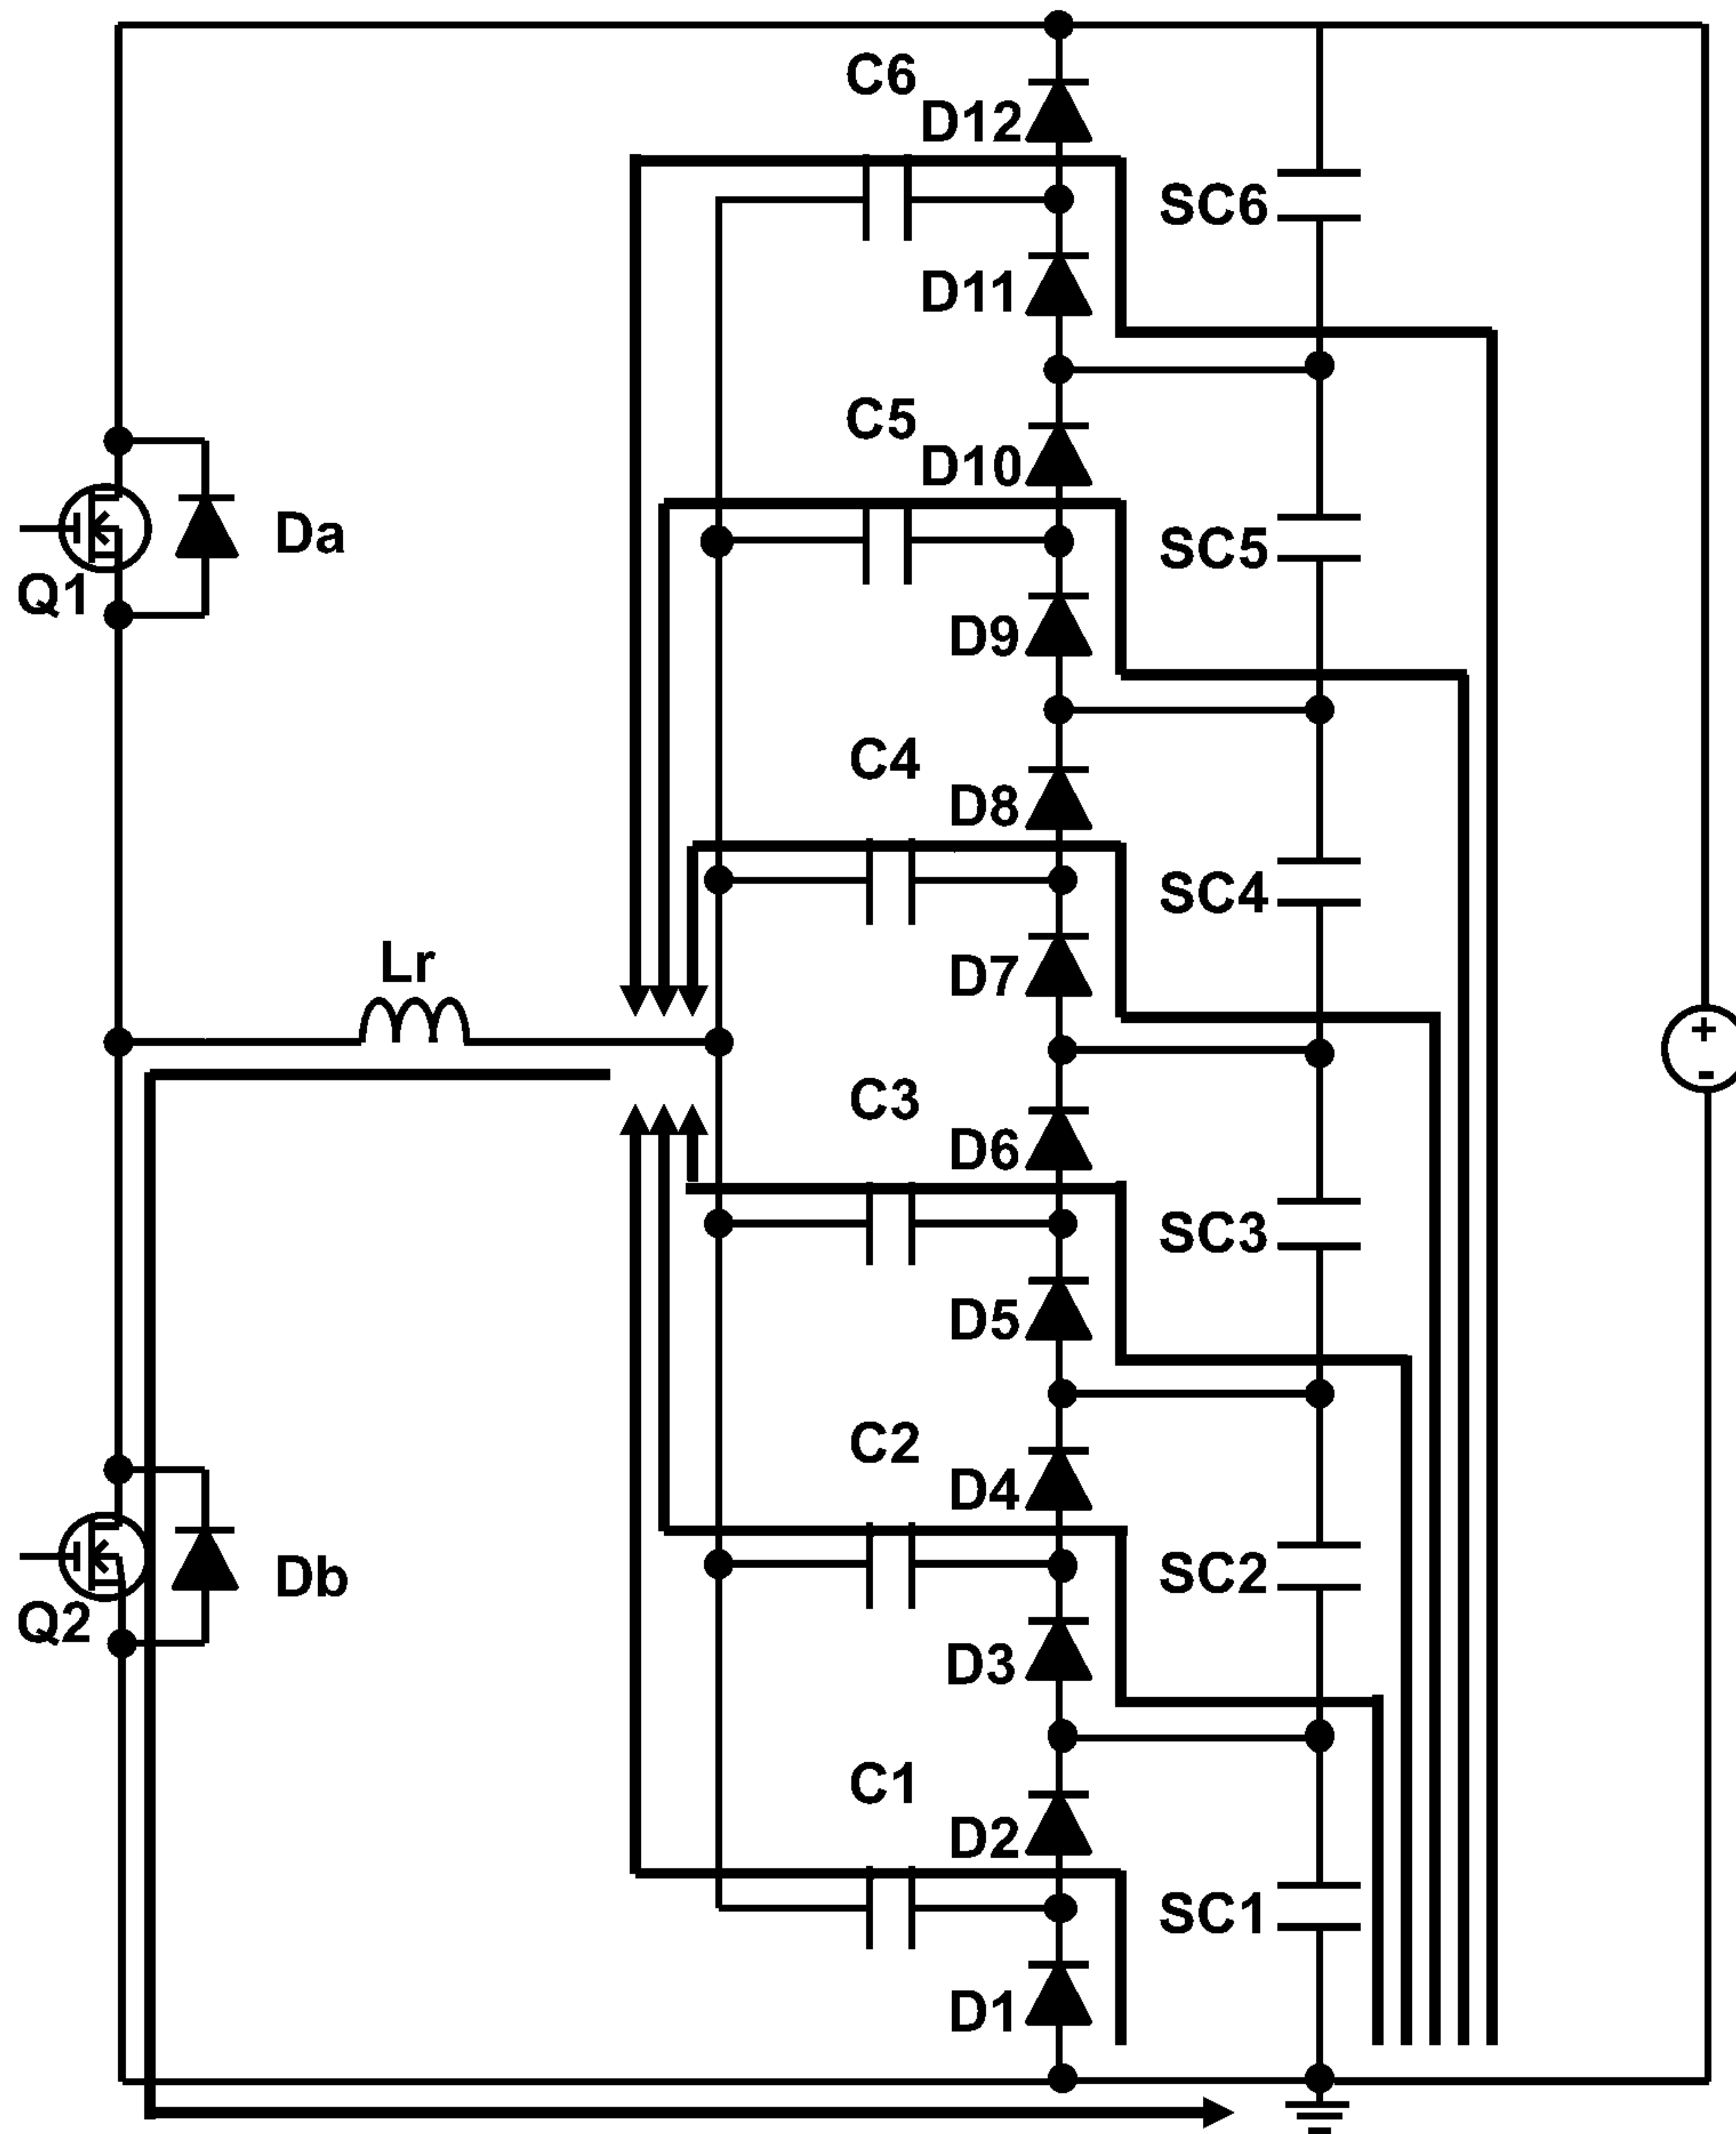 C6
D12
SC6
D11
C5
D10
Da
SC5
Q1
D9
C4
D8
SC4
Lr
D7
+
-
C3
D6
SC3
D5
C2
D4
Db
SC2
Q2
D3
C1
D2
SC1
D1